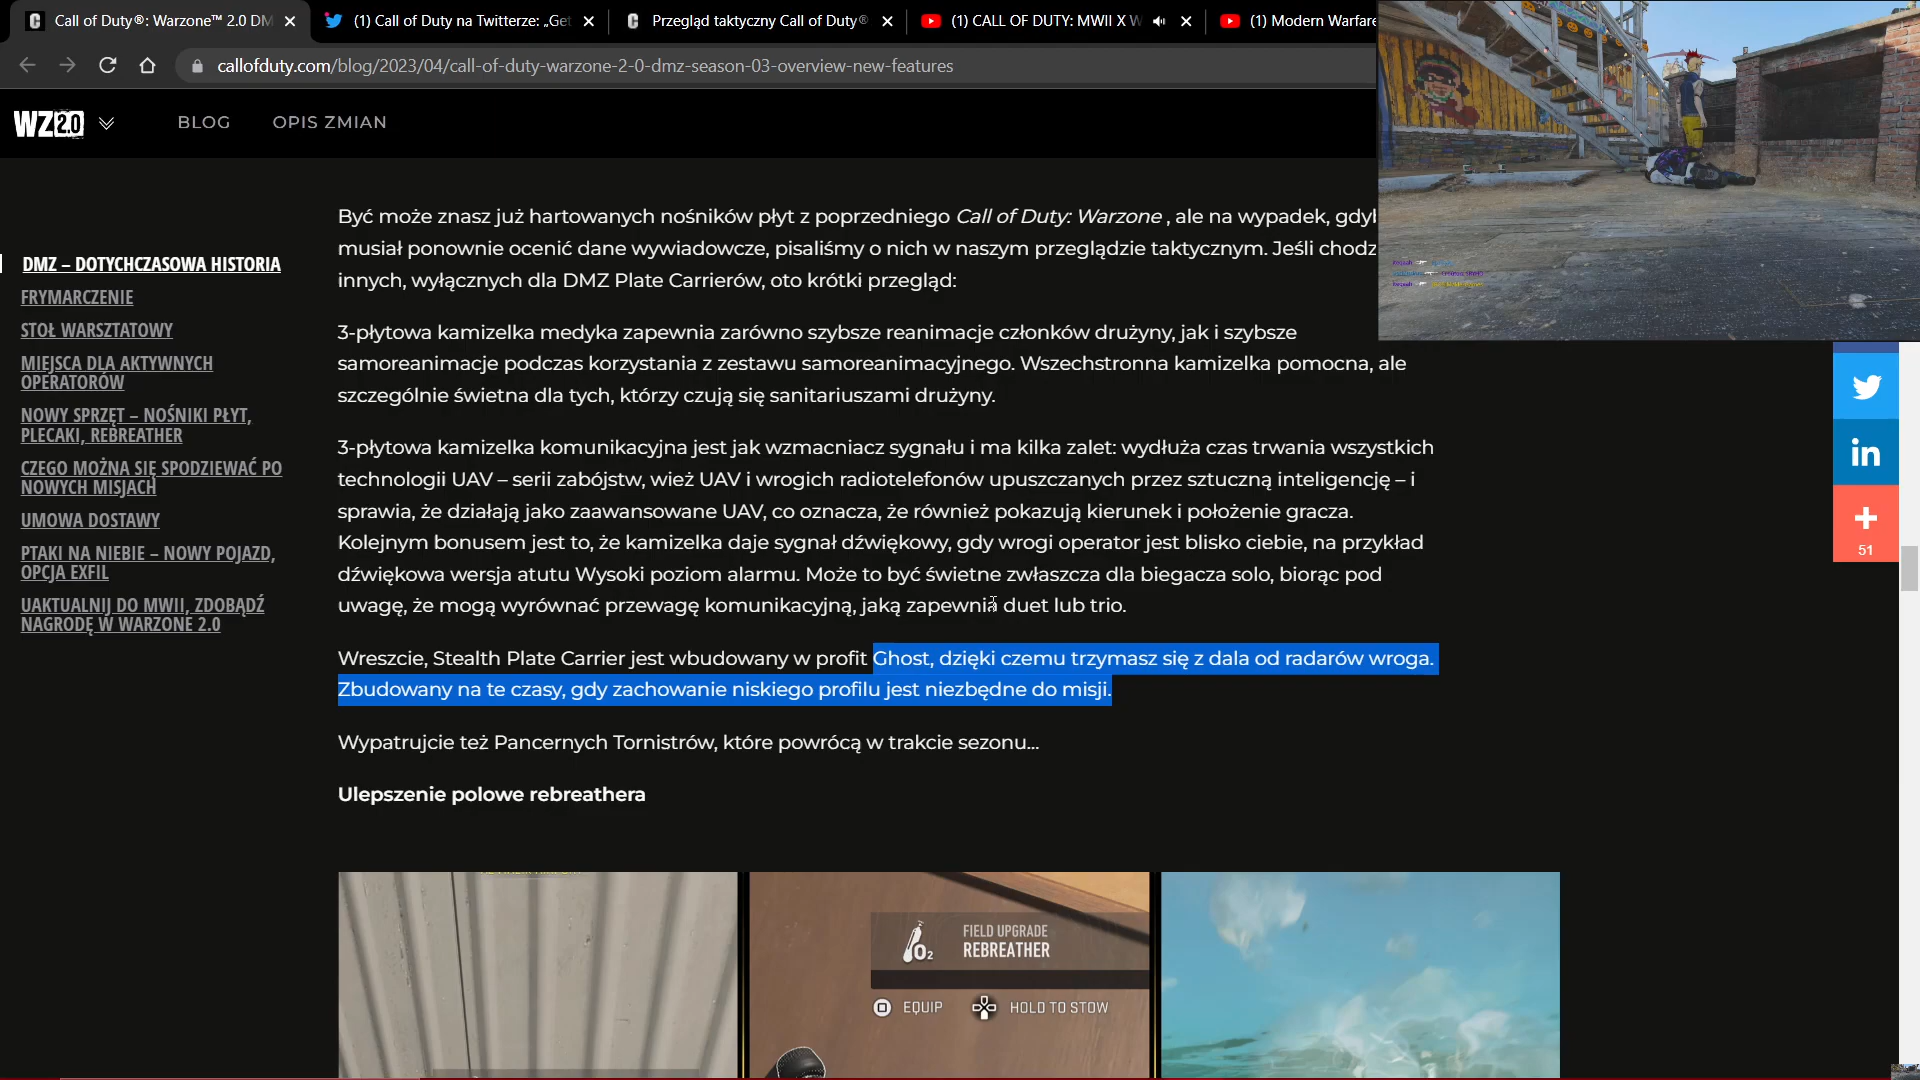 Call of Duty®: Warzone™ 2.0 DM
(1) Call of Duty na Twitterze: „Get
Przegląd taktyczny Call of Duty®
(1) CALL OF DUTY: MWII X W
(1) Modern Warfare
callofduty.com/blog/2023/04/call-of-duty-warzone-2-0-dmz-season-03-overview-new-features
WZ 2.0
BLOG
OPIS ZMIAN
DMZ – DOTYCHCZASOWA HISTORIA
FRYMARCZENIE
STOŁ WARSZTATOWY
MIEJSCA DLA AKTYWNYCH
OPERATORÓW
NOWY SPRZĘT – NOŚNIKI PŁYT,
PLECAKI, REBREATHER
CZEGO MOŻNA SIĘ SPODZIEWAĆ PO
NOWYCH MISJACH
UMOWA DOSTAWY
PTAKI NA NIEBIE – NOWY POJAZD,
OPCJA EXFIL
UAKTUALNIJ DO MWII, ZDOBĄDŹ
NAGRODĘ W WARZONE 2.0
Być może znasz już hartowanych nośników płyt z poprzedniego Call of Duty: Warzone , ale na wypadek,
musiał ponownie ocenić dane wywiadowcze, pisaliśmy o nich w naszym przeglądzie taktycznym. Jeśli chodz
innych, wyłącznych dla DMZ Plate Carrierów, oto krótki przegląd:
3-płytowa kamizelka medyka zapewnia zarówno szybsze reanimacje członków drużyny, jak i szybsze
samoreanimacje podczas korzystania z zestawu samoreanimacyjnego. Wszechstronna kamizelka pomocna, ale
szczególnie świetna dla tych, którzy czują się sanitariuszami drużyny.
3-płytowa kamizelka komunikacyjna jest jak wzmacniacz sygnału i ma kilka zalet: wydłuża czas trwania wszystkich
technologii UAV – serii zabójstw, wież UAV i wrogich radiotelefonów upuszczanych przez sztuczną inteligencję – i
sprawia, że działają jako zaawansowane UAV, co oznacza, że również pokazują kierunek i położenie gracza.
Kolejnym bonusem jest to, że kamizelka daje sygnał dźwiękowy, gdy wrogi operator jest blisko ciebie, na przykład
dźwiękowa wersja atutu Wysoki poziom alarmu. Może to być świetne zwłaszcza dla biegacza solo, biorąc pod
uwagę, że mogą wyrównać przewagę komunikacyjną, jaką zapewnia duet lub trio.
Wreszcie, Stealth Plate Carrier jest wbudowany w profit Ghost, dzięki czemu trzymasz się z dala od radarów wroga.
Zbudowany na te czasy, gdy zachowanie niskiego profilu jest niezbędne do misji.
Wypatrujcie też Pancernych Tornistrów, które powrócą w trakcie sezonu...
Ulepszenie polowe rebreathera
O2
FIELD UPGRADE
REBREATHER
EQUIP
HOLD TO STOW
in
51